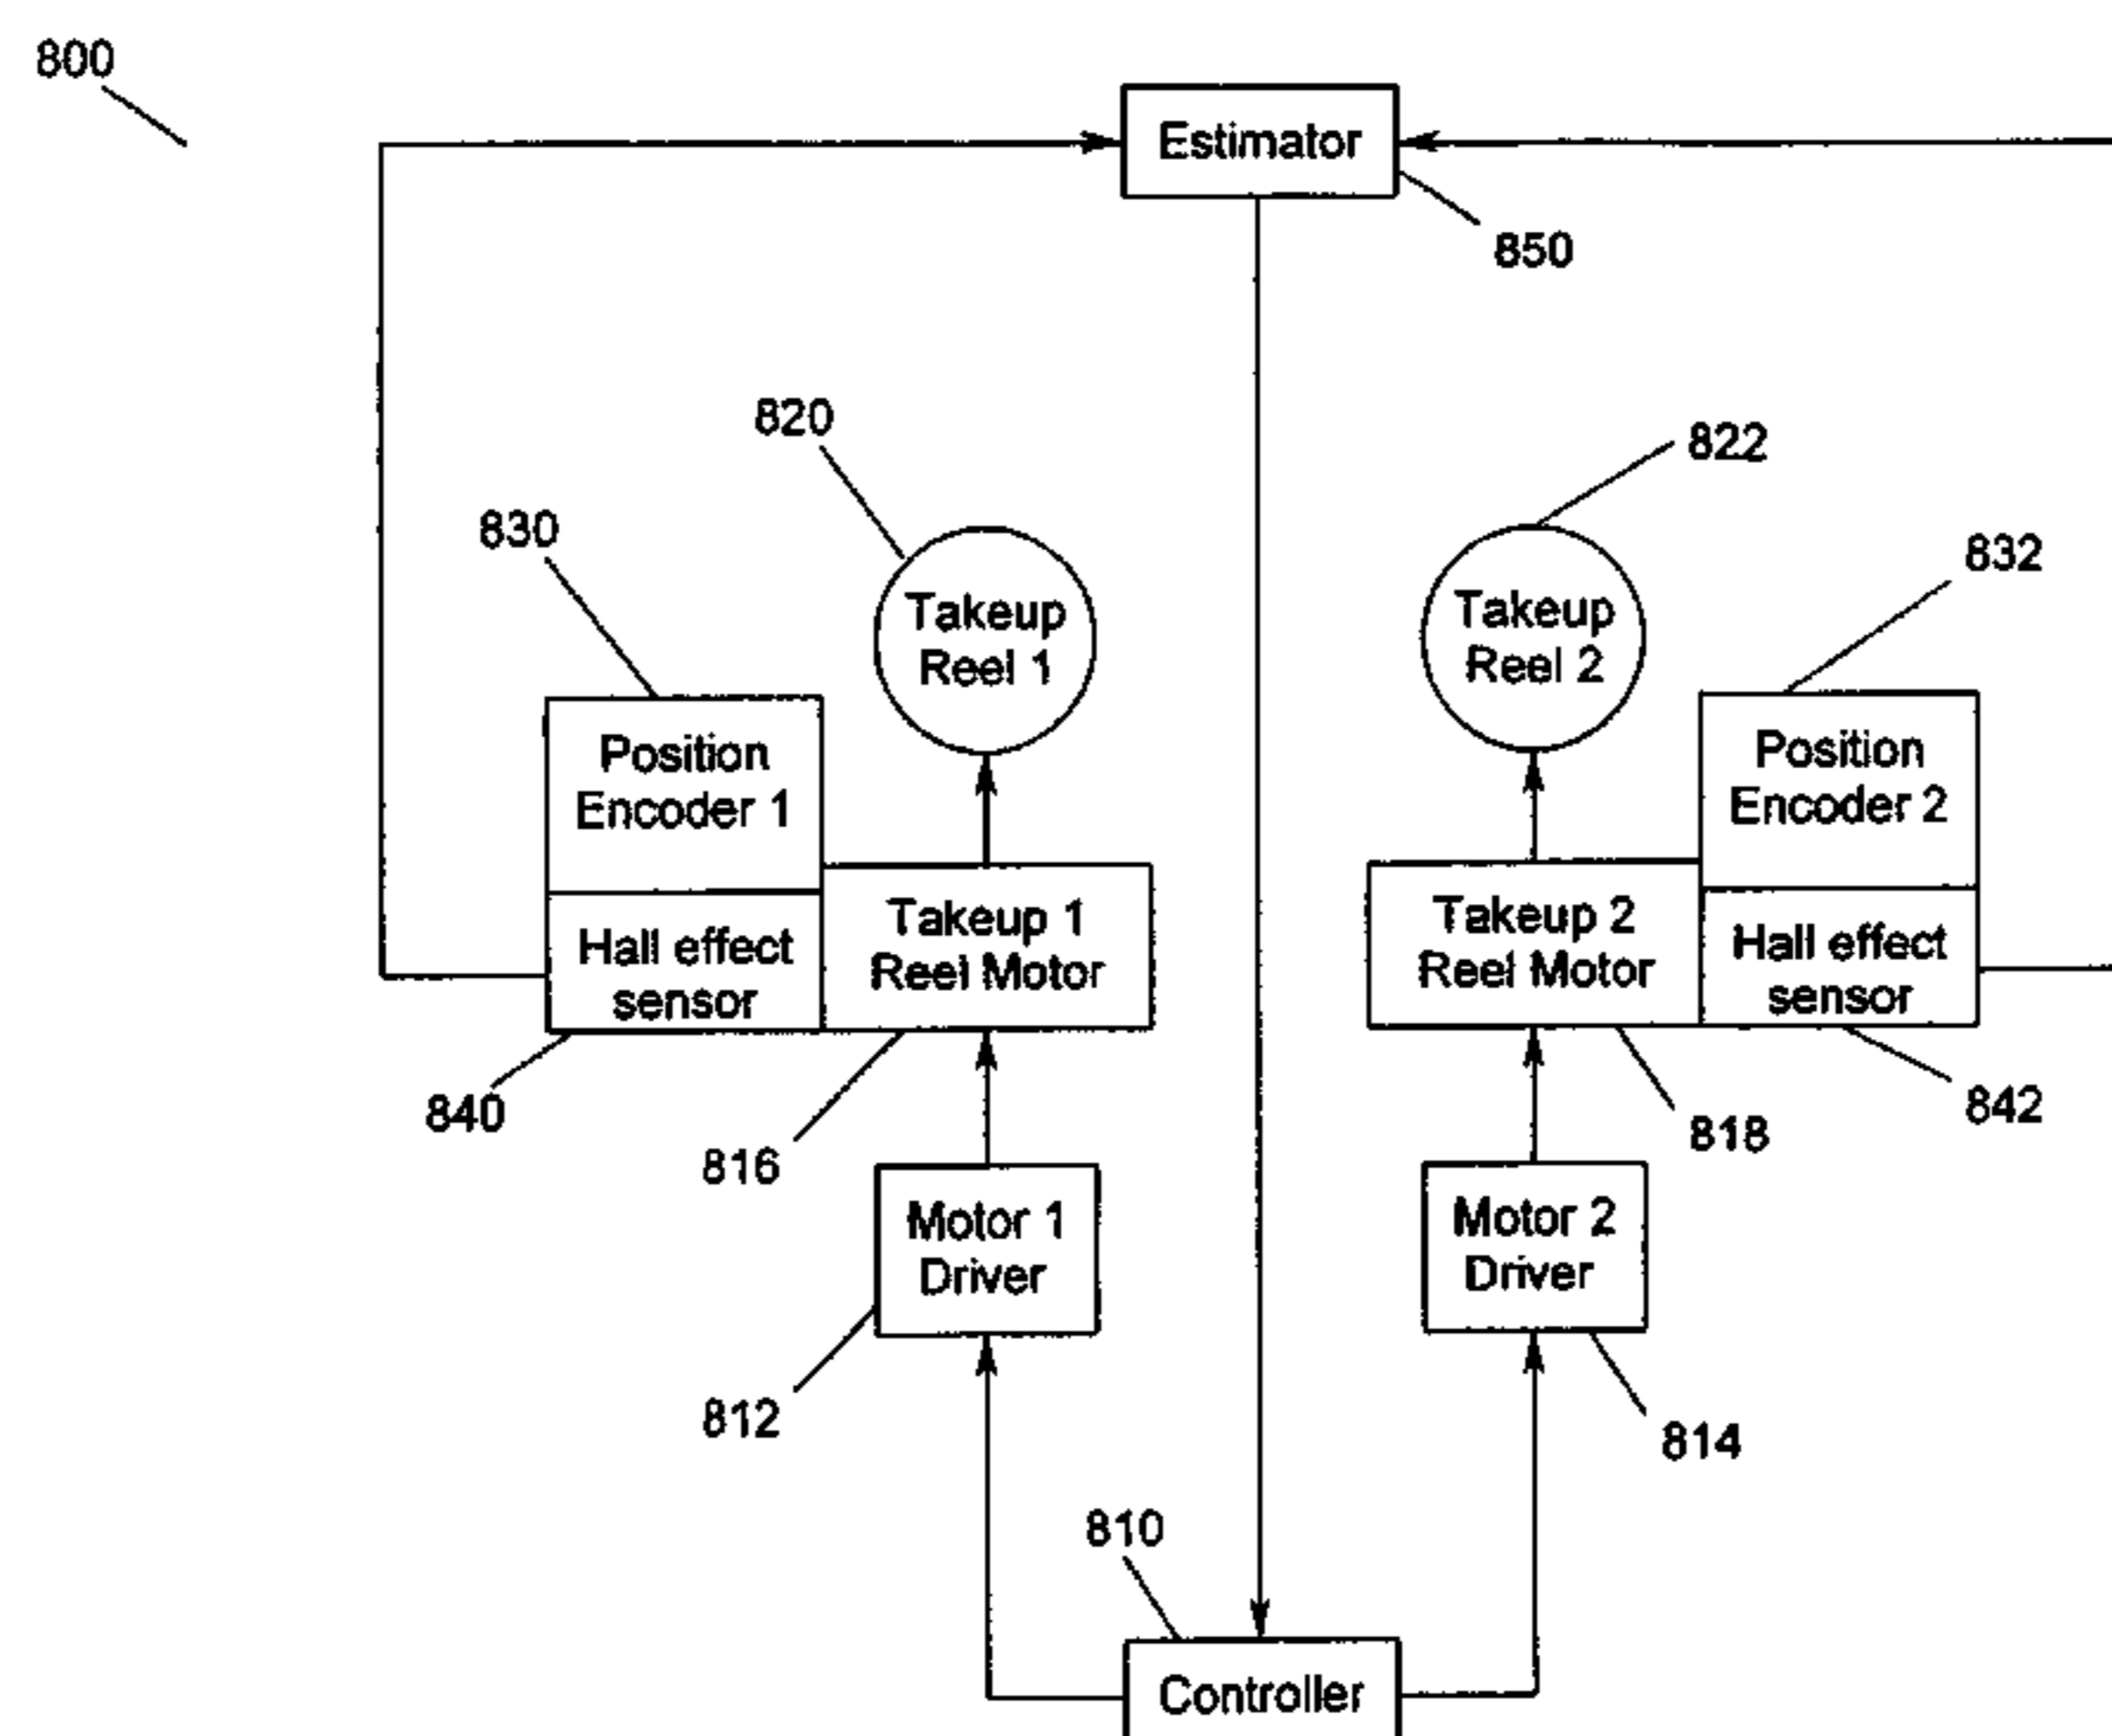 800
Estimator
850
820
822
830
832
Takeup
Reel 1
Takeup
Reel 2
Position
Encoder 1
Position
Encoder 2
Hall effect
sensor
Takeup 1
Reel Motor
Takeup 2
Reel Motor
Hall effect
sensor
840
816
818
842
Motor 1
Driver
Motor 2
Driver
812
814
810
Controller